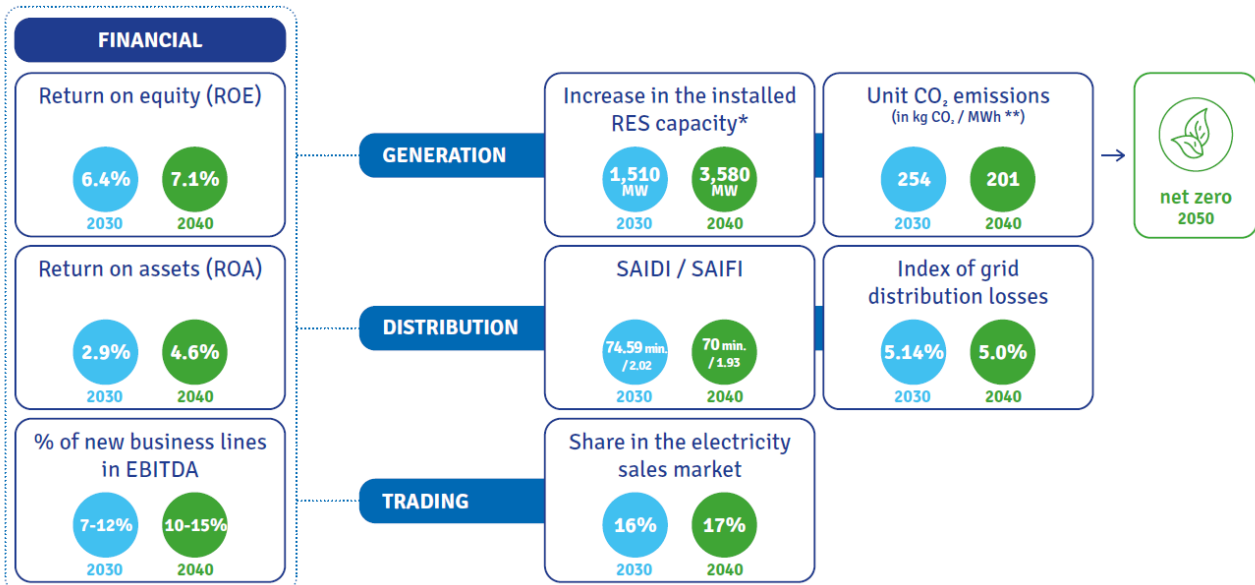 FINANCIAL
Return on equity (ROE)
6.4%
7.1%
2030
2040
Return on assets (ROA)
2.9%
4.6%
2030
2040
% of new business lines
in EBITDA
7-12%
10-15%
2030
2040
GENERATION
Increase in the installed
RES capacity*
1,510
MW
3,580
MW
2030
2040
Unit CO₂ emissions
(in kg CO₂ / MWh **)
254
201
2030
2040
net zero
2050
DISTRIBUTION
SAIDI / SAIFI
74.59 min.
/ 2.02
70 min.
/ 1.93
2030
2040
Index of grid
distribution losses
5.14%
5.0%
2030
2040
TRADING
Share in the electricity
sales market
16%
17%
2030
2040